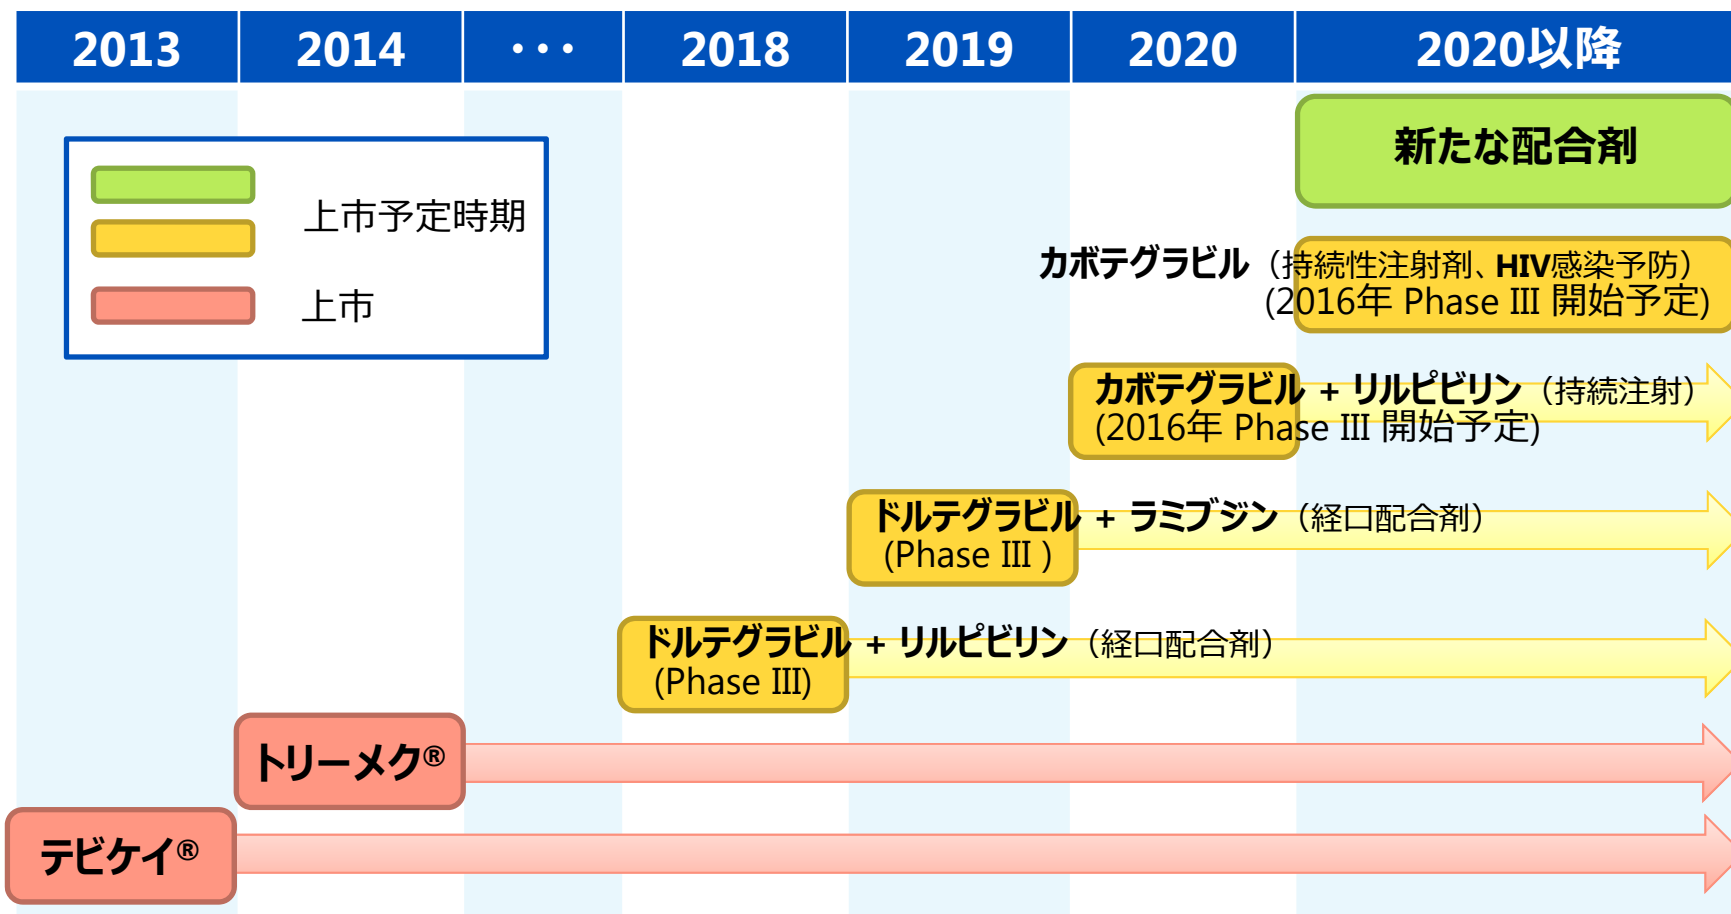 2013 2014 ・・・ 2018 2019 2020 2020以降
新たな配合剤
上市予定時期
上市
カボテグラビル（持続性注射剤、HIV感染予防）
(2016年 Phase III 開始予定)
カボテグラビル + リルピビリン（持続注射）
(2016年 Phase III 開始予定)
ドルテグラビル + ラミブジン（経口配合剤）
(Phase III )
ドルテグラビル + リルピビリン（経口配合剤）
(Phase III)
トリーメク®
テビケイ®